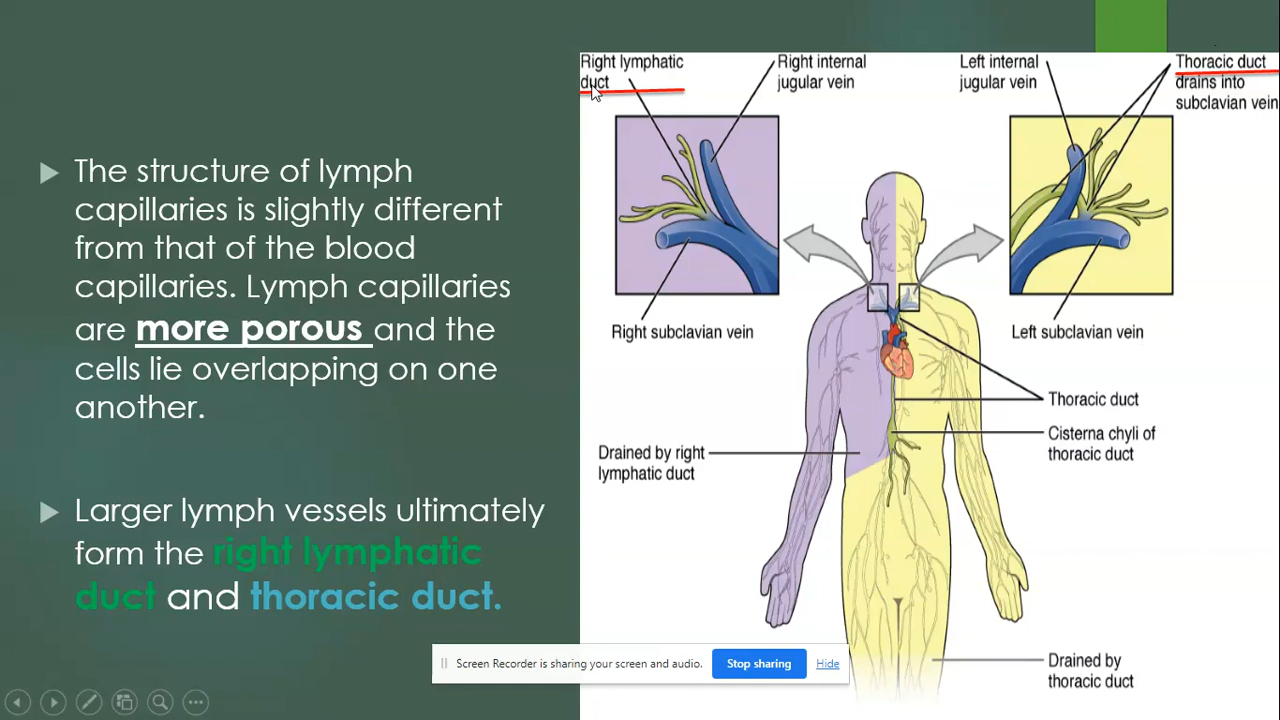 The structure of lymph
capillaries is slightly different
from that of the blood
capillaries. Lymph capillaries
are more porous and the
cells lie overlapping on one
another.
Larger lymph vessels ultimately
form the right lymphatic
duct and thoracic duct.
Right lymphatic
duct
Right internal
jugular vein
Left internal
jugular vein
Thoracic duct
drains into
subclavian vein
Right subclavian vein
Left subclavian vein
Thoracic duct
Cisterna chyli of
thoracic duct
Drained by right
lymphatic duct
Drained by
thoracic duct
Screen Recorder is sharing your screen and audio.
Stop sharing
Hide